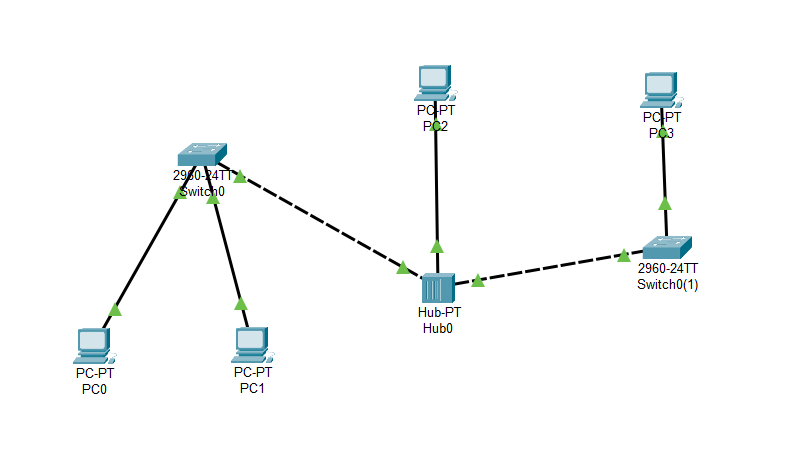 PC-PT
PC2
PC-PT
PC3
2960-24TT
Switch0
2960-24TT
Switch0(1)
Hub-PT
Hub0
PC-PT
PC0
PC-PT
PC1